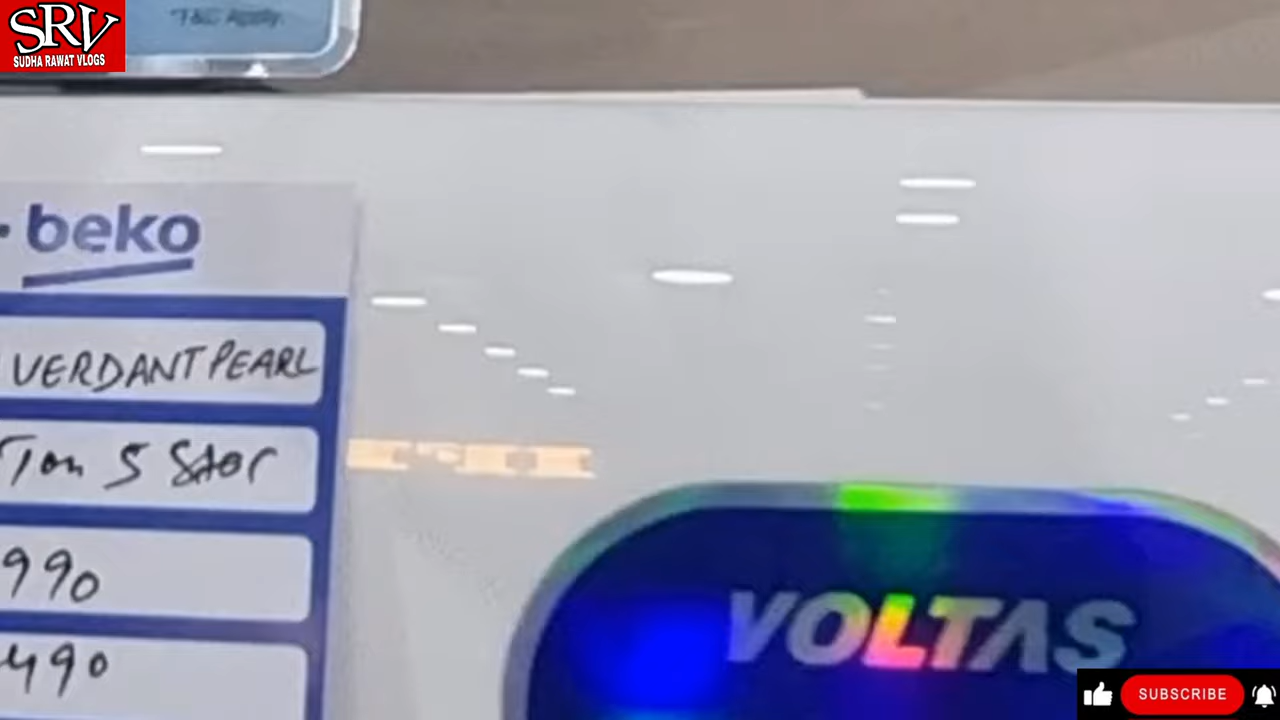 SRV
SUDHA RAWAT VLOGS
T&C Apply.
beko
VERDANT PEARL
Ton 5 Star
990
490
VOLTAS
SUBSCRIBE